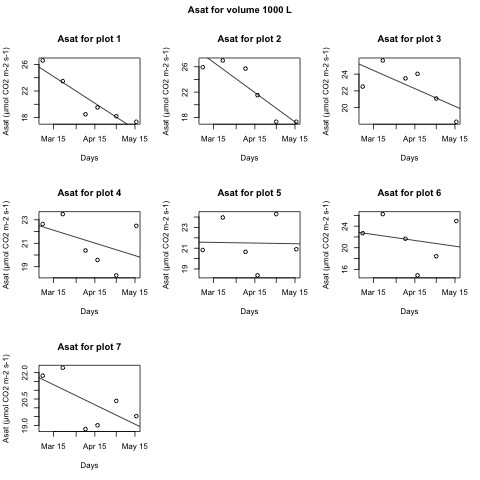 Asat for volume 1000 L
Asat for plot 1
Asat (µmol CO2 m-2 s-1)
18 22 26
Mar 15 Apr 15 May 15
Days
Asat for plot 2
Asat (µmol CO2 m-2 s-1)
18 22 26
Mar 15 Apr 15 May 15
Days
Asat for plot 3
Asat (µmol CO2 m-2 s-1)
20 22 24
Mar 15 Apr 15 May 15
Days
Asat for plot 4
Asat (µmol CO2 m-2 s-1)
19 21 23
Mar 15 Apr 15 May 15
Days
Asat for plot 5
Asat (µmol CO2 m-2 s-1)
19 21 23
Mar 15 Apr 15 May 15
Days
Asat for plot 6
Asat (µmol CO2 m-2 s-1)
16 20 24
Mar 15 Apr 15 May 15
Days
Asat for plot 7
Asat (µmol CO2 m-2 s-1)
19.0 20.5 22.0
Mar 15 Apr 15 May 15
Days